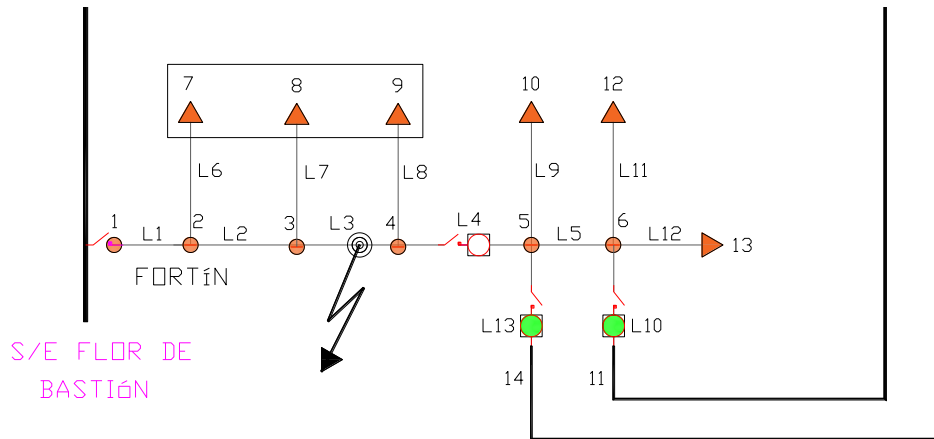 7 8 9 10 12
L6 L7 L8 L9 L11
1 L1 2 L2 3 L3 4 L4 5 L5 6 L12 13
FORTíN
L13 L10
S/E FLOR DE
BASTIóN
14 11